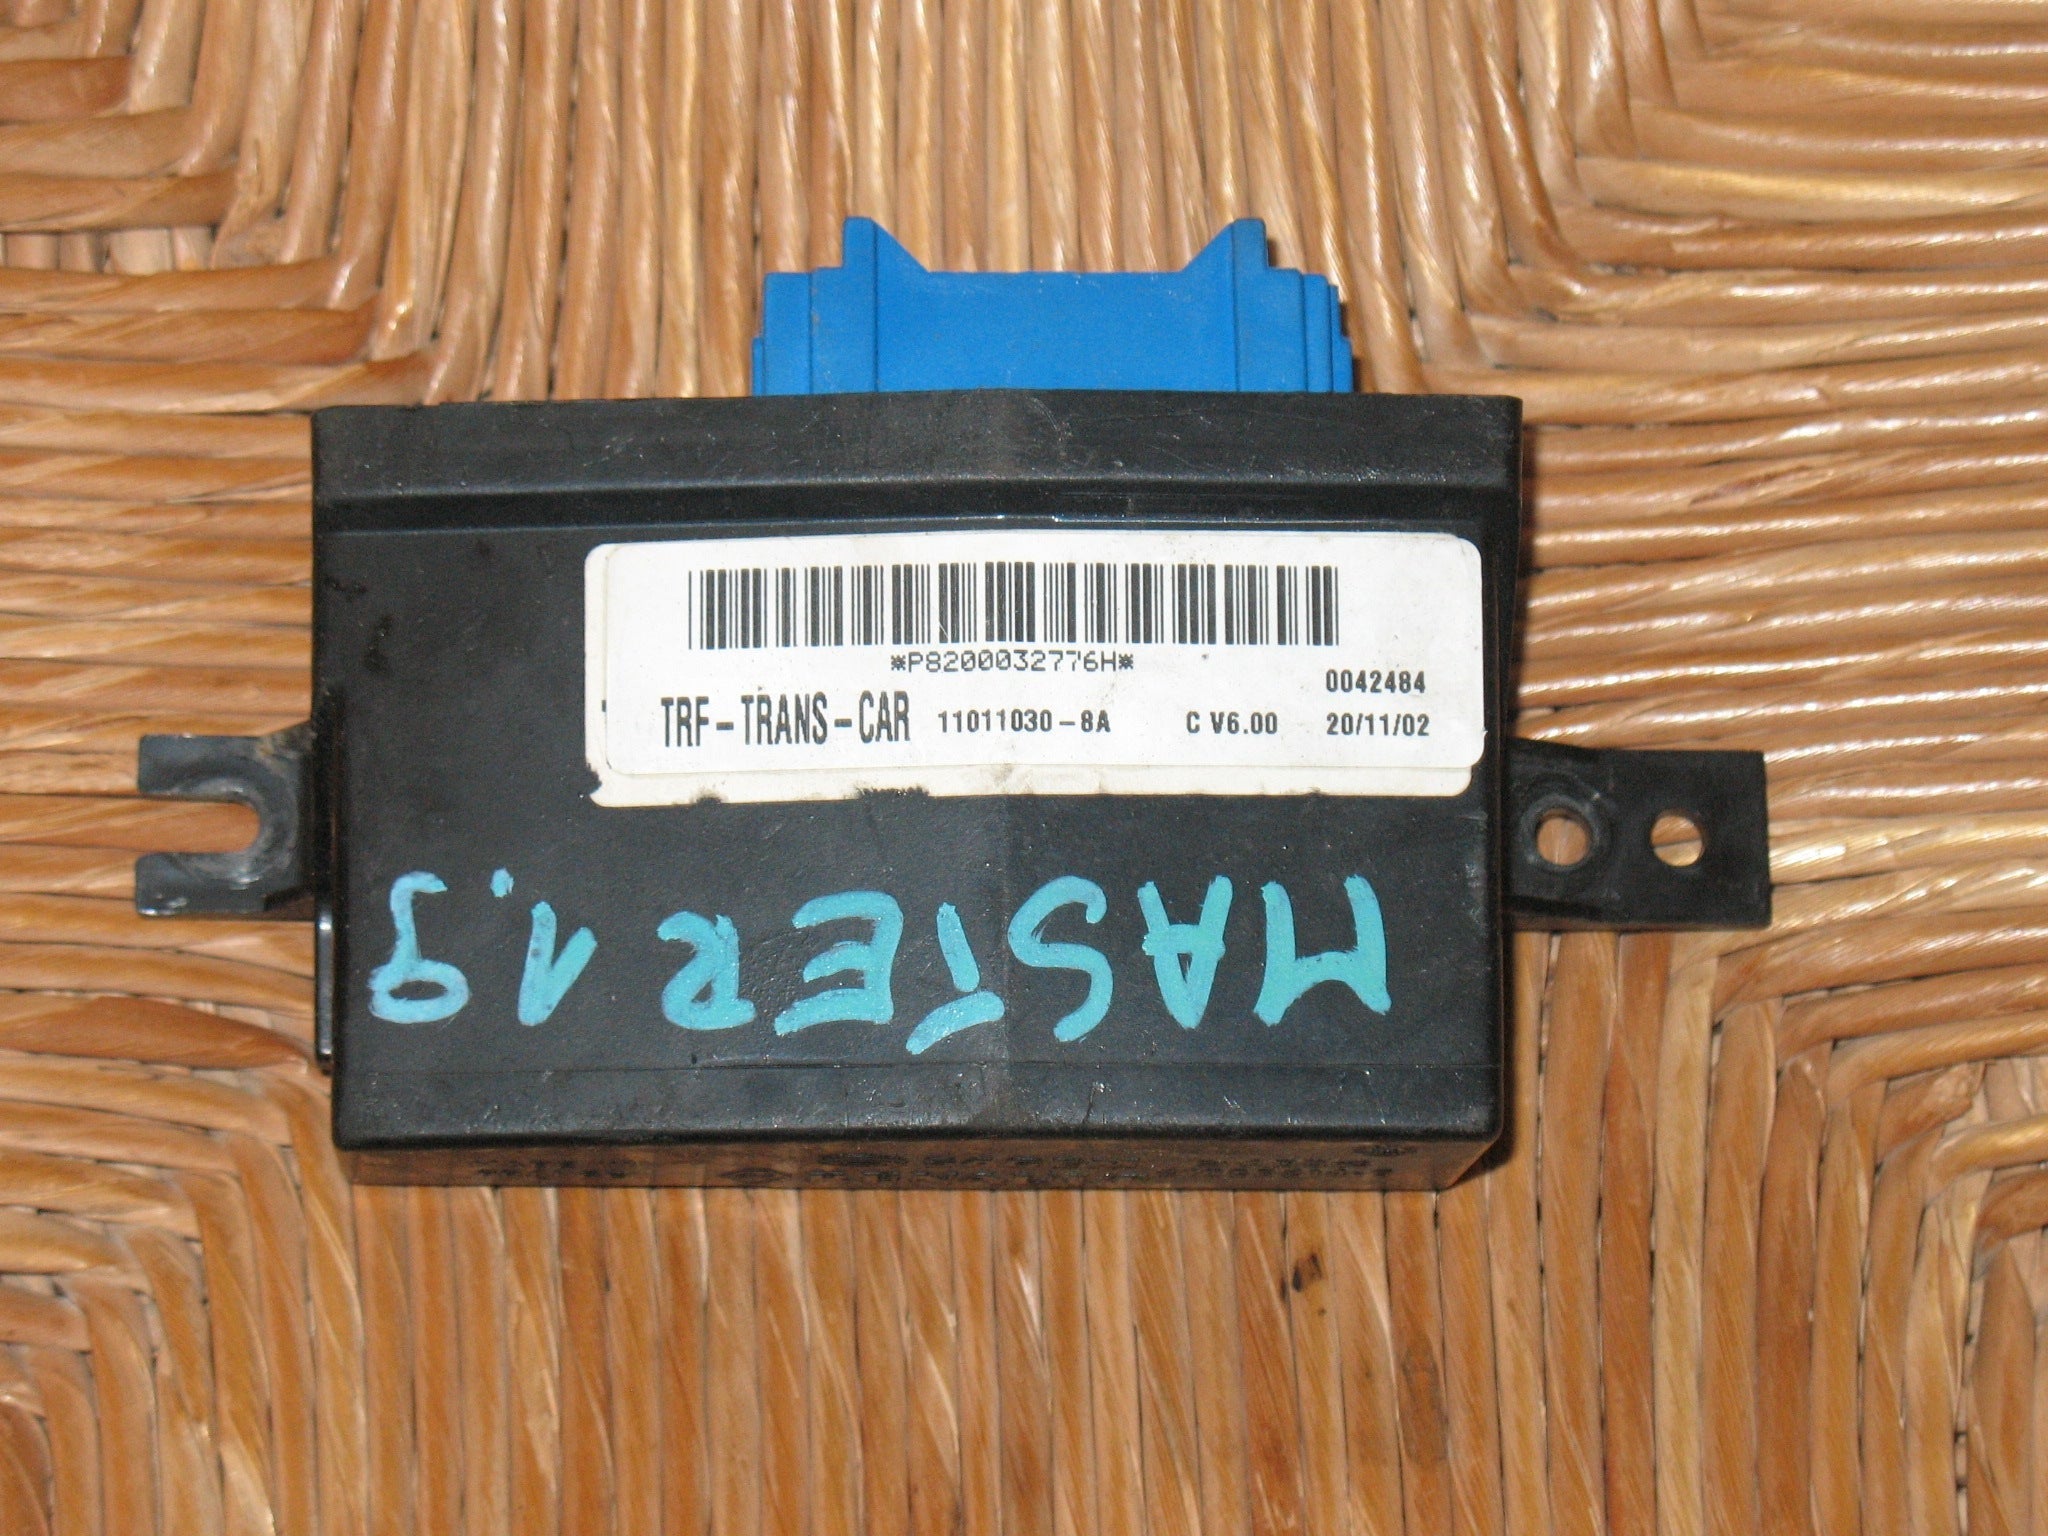 *P8200032776H*
0042484
TRF-TRANS-CAR 11011030-8A C V6.00 20/11/02
MASTER 1.9